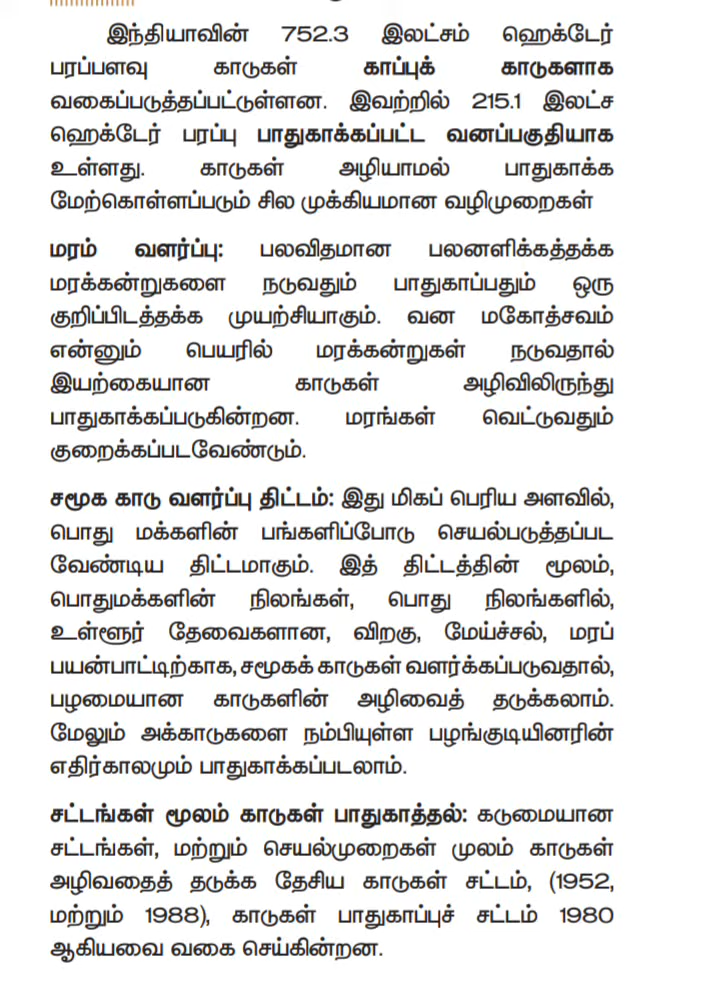 இந்தியாவின் 752.3 இலட்சம் ஹெக்டேர்
பரப்பளவு காடுகள் காப்புக் காடுகளாக
வகைப்படுத்தப்பட்டுள்ளன. இவற்றில் 215.1 இலட்ச
ஹெக்டேர் பரப்பு பாதுகாக்கப்பட்ட வனப்பகுதியாக
உள்ளது. காடுகள் அழியாமல் பாதுகாக்க
மேற்கொள்ளப்படும் சில முக்கியமான வழிமுறைகள்
மரம் வளர்ப்பு: பலவிதமான பலனளிக்கத்தக்க
மரக்கன்றுகளை நடுவதும் பாதுகாப்பதும் ஒரு
குறிப்பிடத்தக்க முயற்சியாகும். வன மகோத்சவம்
என்னும் பெயரில் மரக்கன்றுகள் நடுவதால்
இயற்கையான காடுகள் அழிவிலிருந்து
பாதுகாக்கப்படுகின்றன. மரங்கள் வெட்டுவதும்
குறைக்கப்படவேண்டும்.
சமூக காடு வளர்ப்பு திட்டம்: இது மிகப் பெரிய அளவில்,
பொது மக்களின் பங்களிப்போடு செயல்படுத்தப்பட
வேண்டிய திட்டமாகும். இத் திட்டத்தின் மூலம்,
பொதுமக்களின் நிலங்கள், பொது நிலங்களில்,
உள்ளூர் தேவைகளான, விறகு, மேய்ச்சல், மரப்
பயன்பாட்டிற்காக, சமூகக் காடுகள் வளர்க்கப்படுவதால்,
பழமையான காடுகளின் அழிவைத் தடுக்கலாம்.
மேலும் அக்காடுகளை நம்பியுள்ள பழங்குடியினரின்
எதிர்காலமும் பாதுகாக்கப்படலாம்.
சட்டங்கள் மூலம் காடுகள் பாதுகாத்தல்: கடுமையான
சட்டங்கள், மற்றும் செயல்முறைகள் முலம் காடுகள்
அழிவதைத் தடுக்க தேசிய காடுகள் சட்டம், (1952,
மற்றும் 1988), காடுகள் பாதுகாப்புச் சட்டம் 1980
ஆகியவை வகை செய்கின்றன.